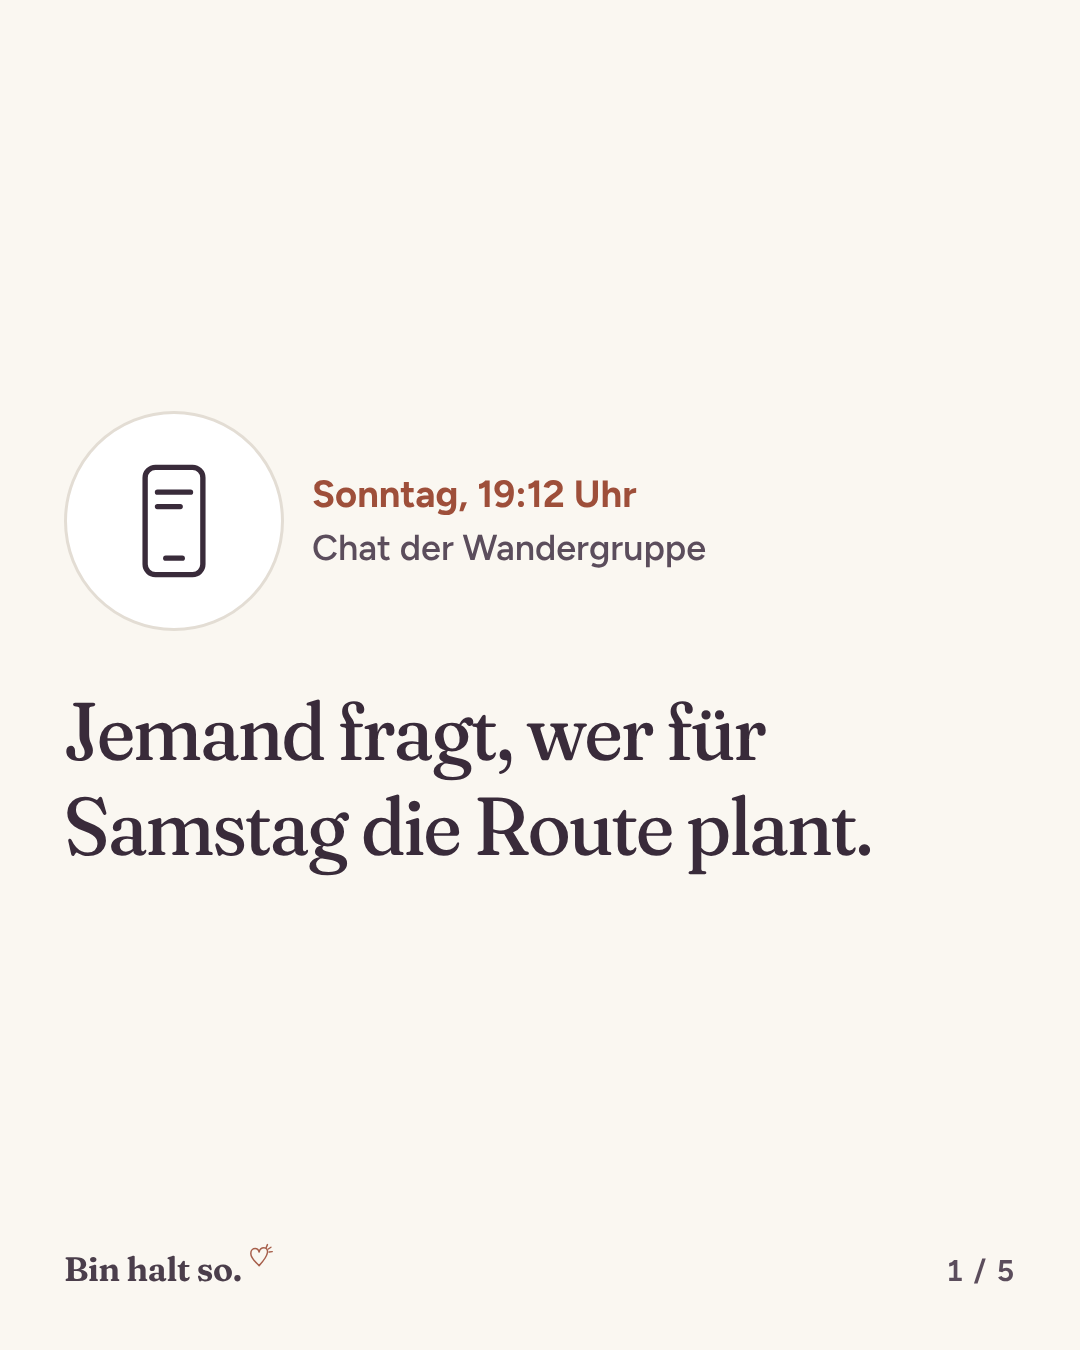 Sonntag, 19:12 Uhr
Chat der Wandergruppe
Jemand fragt, wer für
Samstag die Route plant.
Bin halt so.
1 / 5